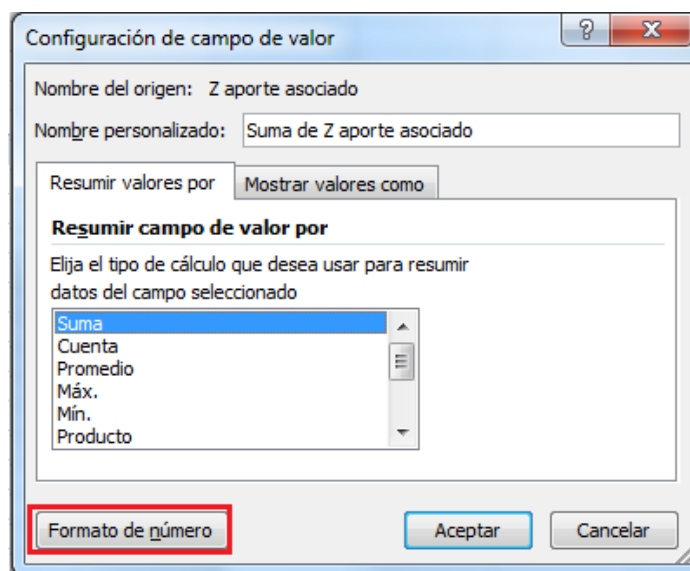 Configuración de campo de valor
Nombre del origen: Z aporte asociado
Nombre personalizado: Suma de Z aporte asociado
Resumir valores por Mostrar valores como
Resumir campo de valor por
Elija el tipo de cálculo que desea usar para resumir
datos del campo seleccionado
Suma
Cuenta
Promedio
Máx.
Mín.
Producto
Formato de número Aceptar Cancelar